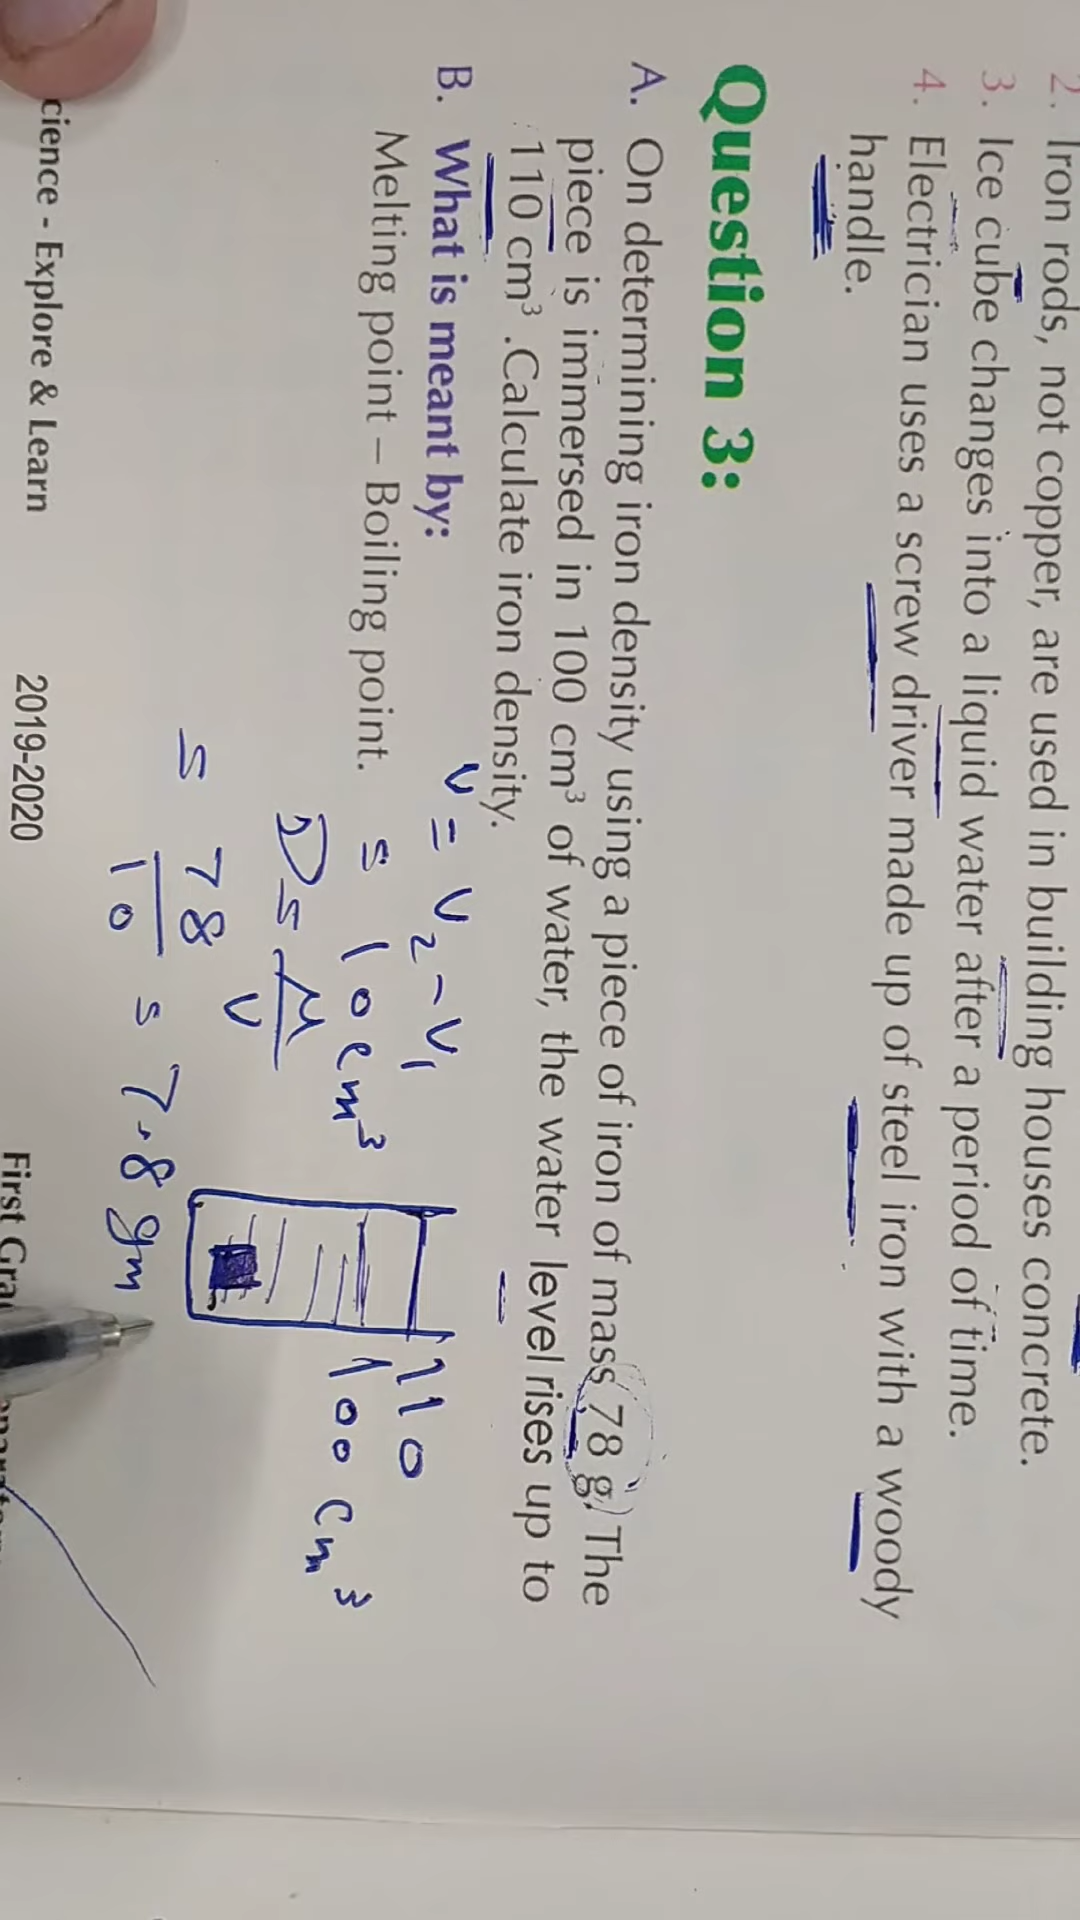 2. Iron rods, not copper, are used in building houses concrete.
3. Ice cube changes into a liquid water after a period of time.
4. Electrician uses a screw driver made up of steel iron with a woody
handle.
Question 3:
A. On determining iron density using a piece of iron of mass 78 g. The
piece is immersed in 100 cm³ of water, the water level rises up to
110 cm³ .Calculate iron density.
B. What is meant by:
Melting point – Boiling point.
v = v₂ - v₁
= 10 cm³
D = M/V
= 78/10 = 7.8 gm
110
100 cm³
cience - Explore & Learn
2019-2020
First Gra